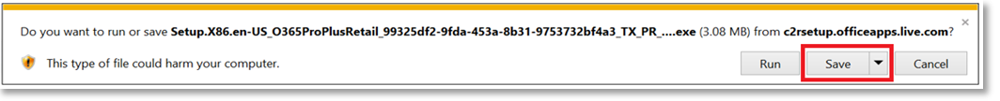 Do you want to run or save Setup.X86.en-US_O365ProPlusRetail_99325df2-9fda-453a-8b31-9753732bf4a3_TX_PR_....exe (3.08 MB) from c2rsetup.officeapps.live.com?
This type of file could harm your computer.
Run Save Cancel